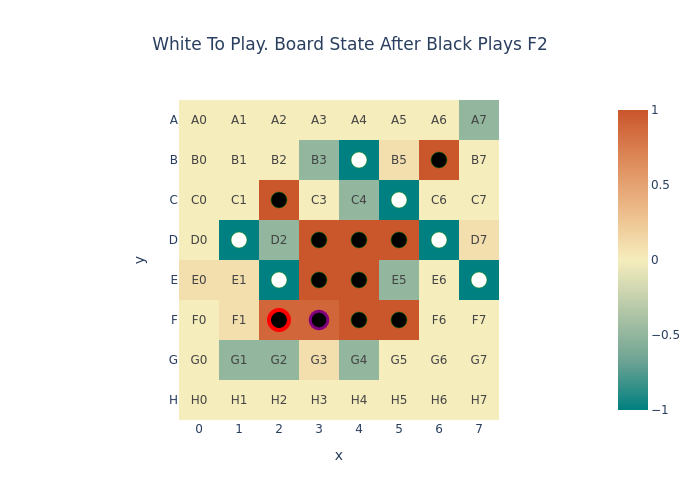 White To Play. Board State After Black Plays F2
A A0 A1 A2 A3 A4 A5 A6 A7
B B0 B1 B2 B3 B5 B7
C C0 C1 C3 C4 C6 C7
D D0 D2 D7
E E0 E1 E5 E6
F F0 F1 F6 F7
G G0 G1 G2 G3 G4 G5 G6 G7
H H0 H1 H2 H3 H4 H5 H6 H7
0 1 2 3 4 5 6 7
x
y
1
0.5
0
−0.5
−1